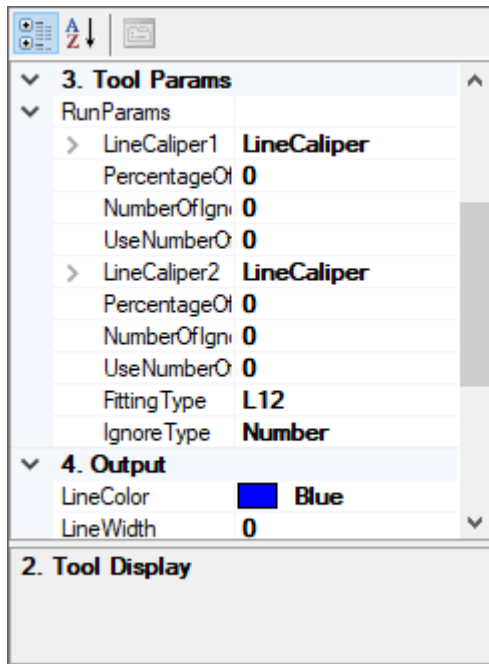 3. Tool Params
RunParams
LineCaliper1 LineCaliper
PercentageOf 0
NumberOfIgn 0
UseNumberO 0
LineCaliper2 LineCaliper
PercentageOf 0
NumberOfIgn 0
UseNumberO 0
FittingType L12
IgnoreType Number
4. Output
LineColor Blue
LineWidth 0
2. Tool Display